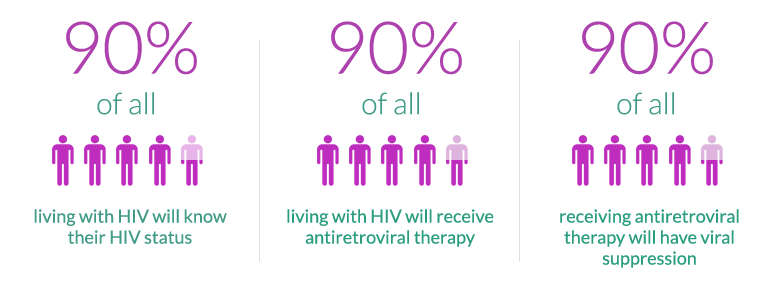 90%
of all
living with HIV will know
their HIV status
90%
of all
living with HIV will receive
antiretroviral therapy
90%
of all
receiving antiretroviral
therapy will have viral
suppression